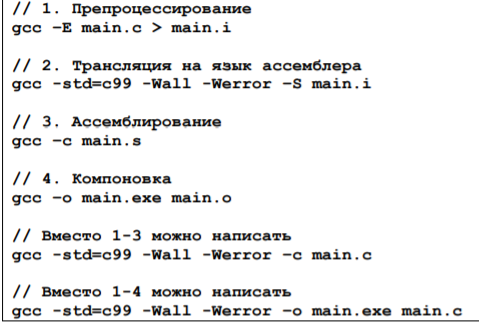 // 1. Препроцессирование
gcc –E main.c > main.i
// 2. Трансляция на язык ассемблера
gcc -std=c99 -Wall -Werror –S main.i
// 3. Ассемблирование
gcc –c main.s
// 4. Компоновка
gcc –o main.exe main.o
// Вместо 1-3 можно написать
gcc -std=c99 -Wall -Werror –c main.c
// Вместо 1-4 можно написать
gcc -std=c99 -Wall -Werror –o main.exe main.c